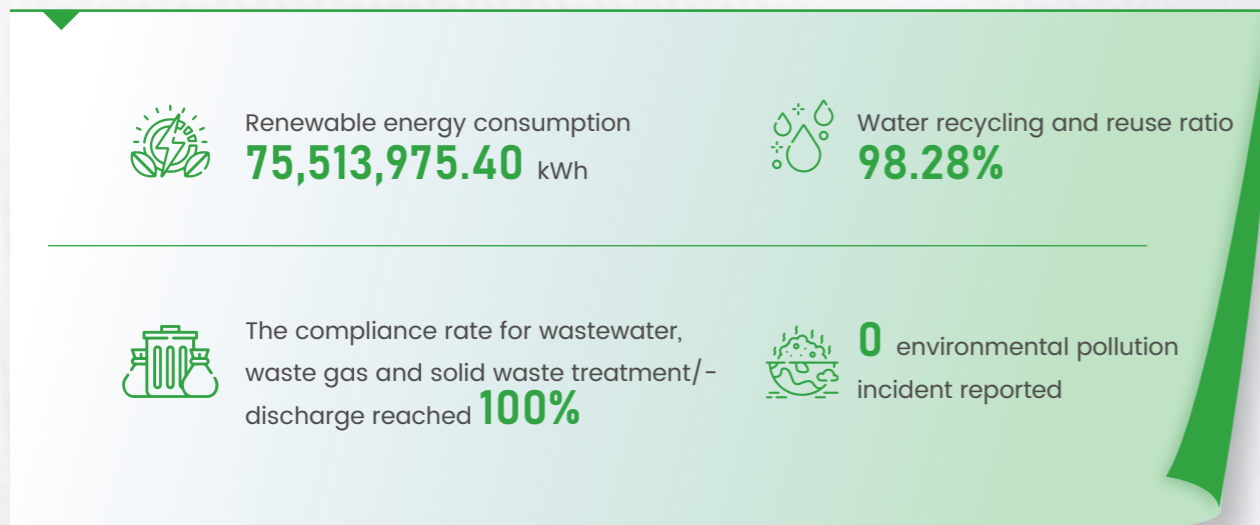 Renewable energy consumption
75,513,975.40 kWh
Water recycling and reuse ratio
98.28%
The compliance rate for wastewater,
waste gas and solid waste treatment/-
discharge reached 100%
0 environmental pollution
incident reported